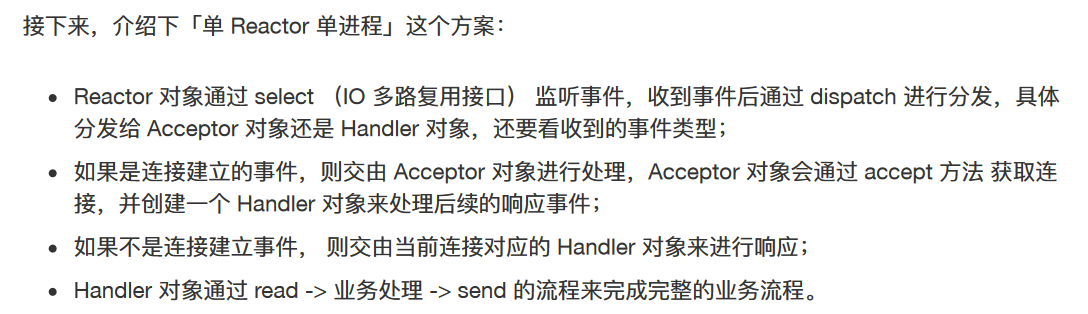 接下来，介绍下「单 Reactor 单进程」这个方案：
• Reactor 对象通过 select （IO 多路复用接口） 监听事件，收到事件后通过 dispatch 进行分发，具体
分发给 Acceptor 对象还是 Handler 对象，还要看收到的事件类型；
• 如果是连接建立的事件，则交由 Acceptor 对象进行处理，Acceptor 对象会通过 accept 方法 获取连
接，并创建一个 Handler 对象来处理后续的响应事件；
• 如果不是连接建立事件， 则交由当前连接对应的 Handler 对象来进行响应；
• Handler 对象通过 read -> 业务处理 -> send 的流程来完成完整的业务流程。